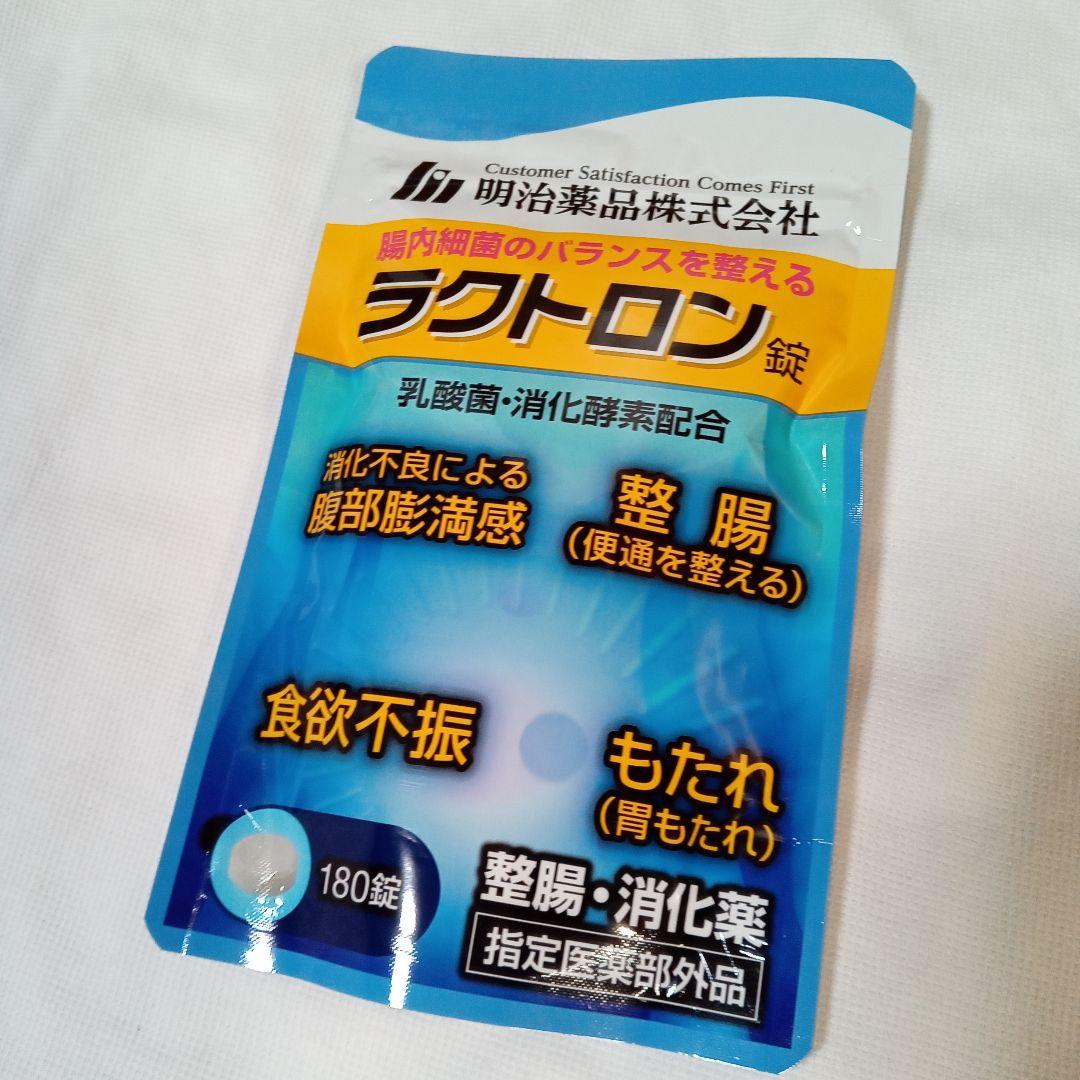 Customer Satisfaction Comes First
明治薬品株式会社
腸内細菌のバランスを整える
ラクトロン錠
乳酸菌・消化酵素配合
消化不良による
腹部膨満感
整腸
(便通を整える)
食欲不振
もたれ
(胃もたれ)
180錠
整腸・消化薬
指定医薬部外品